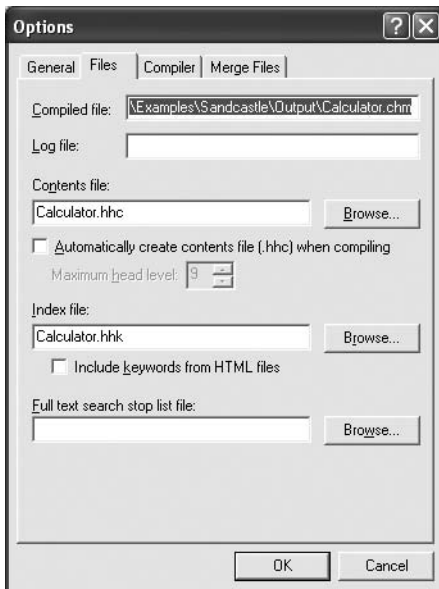 Options
General Files Compiler Merge Files
Compiled file: \Examples\Sandcastle\Output\Calculator.chm
Log file:
Contents file:
Calculator.hhc Browse...
Automatically create contents file (.hhc) when compiling
Maximum head level: 9
Index file:
Calculator.hhk Browse...
Include keywords from HTML files
Full text search stop list file:
Browse...
OK Cancel